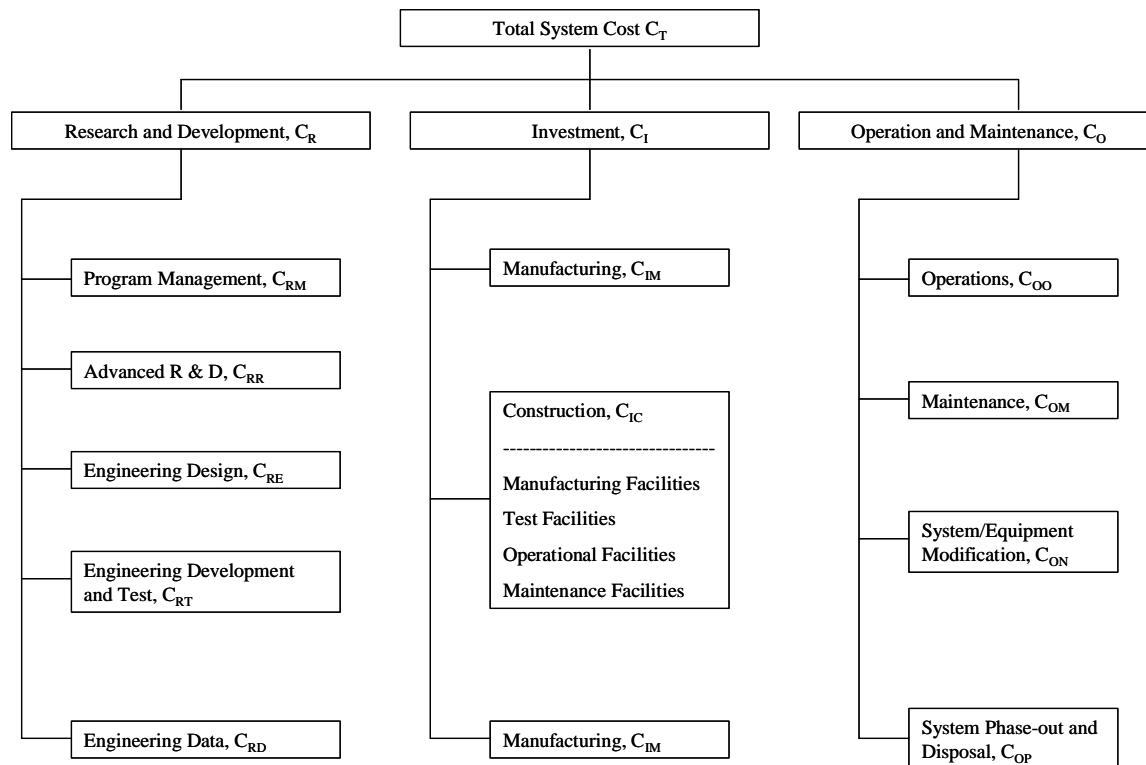 Total System Cost C_T
Research and Development, C_R
Investment, C_I
Operation and Maintenance, C_O
Program Management, C_RM
Advanced R & D, C_RR
Engineering Design, C_RE
Engineering Development
and Test, C_RT
Engineering Data, C_RD
Manufacturing, C_IM
Construction, C_IC
--------------------------------
Manufacturing Facilities
Test Facilities
Operational Facilities
Maintenance Facilities
Manufacturing, C_IM
Operations, C_OO
Maintenance, C_OM
System/Equipment
Modification, C_ON
System Phase-out and
Disposal, C_OP